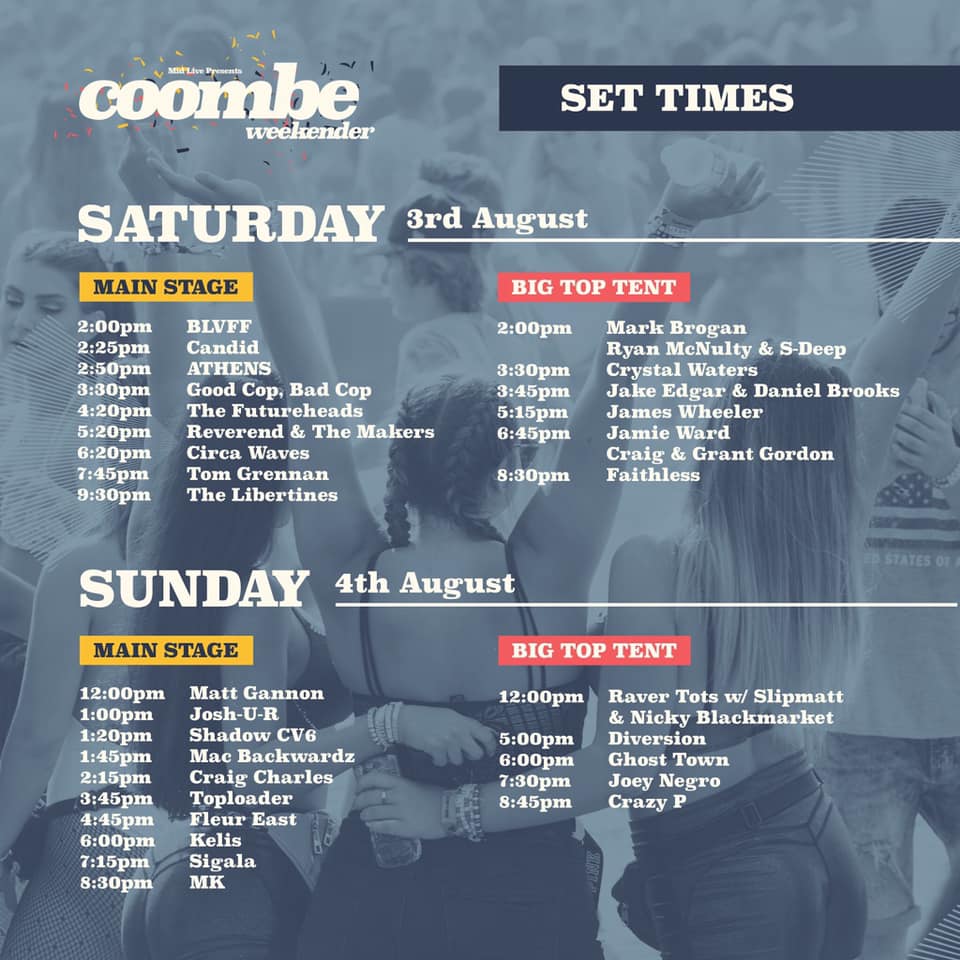 Mid Live Presents
coombe
weekender
SET TIMES
SATURDAY 3rd August
MAIN STAGE
2:00pm BLVFF
2:25pm Candid
2:50pm ATHENS
3:30pm Good Cop, Bad Cop
4:20pm The Futureheads
5:20pm Reverend & The Makers
6:20pm Circa Waves
7:45pm Tom Grennan
9:30pm The Libertines
BIG TOP TENT
2:00pm Mark Brogan
Ryan McNulty & S-Deep
3:30pm Crystal Waters
3:45pm Jake Edgar & Daniel Brooks
5:15pm James Wheeler
6:45pm Jamie Ward
Craig & Grant Gordon
8:30pm Faithless
SUNDAY 4th August
MAIN STAGE
12:00pm Matt Gannon
1:00pm Josh-U-R
1:20pm Shadow CV6
1:45pm Mac Backwardz
2:15pm Craig Charles
3:45pm Toploader
4:45pm Fleur East
6:00pm Kelis
7:15pm Sigala
8:30pm MK
BIG TOP TENT
12:00pm Raver Tots w/ Slipmatt
& Nicky Blackmarket
5:00pm Diversion
6:00pm Ghost Town
7:30pm Joey Negro
8:45pm Crazy P
ED STATES OF
PINK